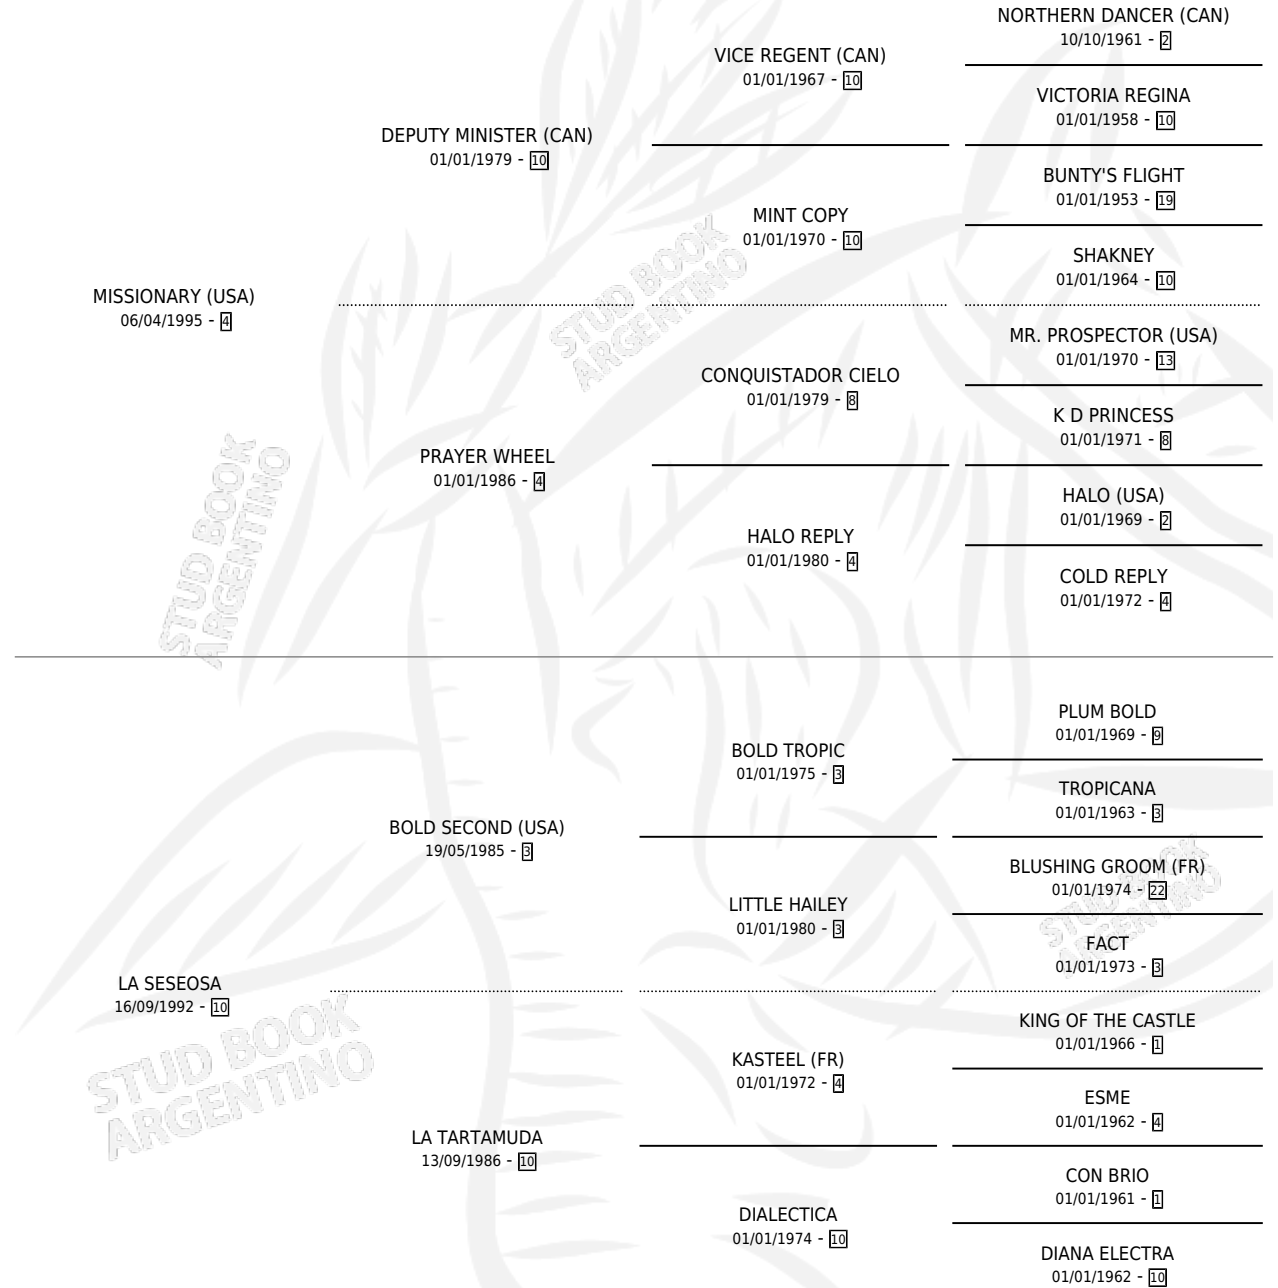 NORTHERN DANCER (CAN)
10/10/1961 - 2
VICE REGENT (CAN)
01/01/1967 - 10
VICTORIA REGINA
01/01/1958 - 10
DEPUTY MINISTER (CAN)
01/01/1979 - 10
BUNTY'S FLIGHT
01/01/1953 - 19
MINT COPY
01/01/1970 - 10
SHAKNEY
01/01/1964 - 10
MISSIONARY (USA)
06/04/1995 - 4
STUD BOOK
ARGENTINO
MR. PROSPECTOR (USA)
01/01/1970 - 13
CONQUISTADOR CIELO
01/01/1979 - 8
K D PRINCESS
01/01/1971 - 8
PRAYER WHEEL
01/01/1986 - 4
HALO (USA)
01/01/1969 - 2
HALO REPLY
01/01/1980 - 4
COLD REPLY
01/01/1972 - 4
STUD BOOK
ARGENTINO
PLUM BOLD
01/01/1969 - 9
BOLD TROPIC
01/01/1975 - 3
TROPICANA
01/01/1963 - 3
BOLD SECOND (USA)
19/05/1985 - 3
BLUSHING GROOM (FR)
01/01/1974 - 22
LITTLE HAILEY
01/01/1980 - 3
FACT
01/01/1973 - 3
STUD BOOK
ARGENTINO
LA SESEOSA
16/09/1992 - 10
KING OF THE CASTLE
01/01/1966 - 1
KASTEEL (FR)
01/01/1972 - 4
ESME
01/01/1962 - 4
STUD BOOK
ARGENTINO
LA TARTAMUDA
13/09/1986 - 10
CON BRIO
01/01/1961 - 1
DIALECTICA
01/01/1974 - 10
DIANA ELECTRA
01/01/1962 - 10